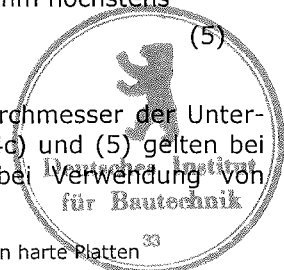 höchstens
(5)
rchmesser der Unter-
c) und (5) gelten bei
bei Verwendung von
Deutsches Institut
für Bautechnik
n harte Platten
33